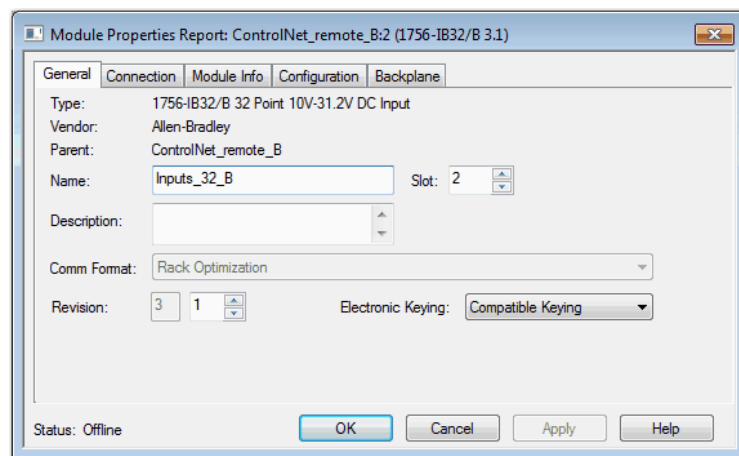 Module Properties Report: ControlNet_remote_B:2 (1756-IB32/B 3.1)
General Connection Module Info Configuration Backplane
Type: 1756-IB32/B 32 Point 10V-31.2V DC Input
Vendor: Allen-Bradley
Parent: ControlNet_remote_B
Name: Inputs_32_B Slot: 2
Description:
Comm Format: Rack Optimization
Revision: 3 1 Electronic Keying: Compatible Keying
Status: Offline OK Cancel Apply Help